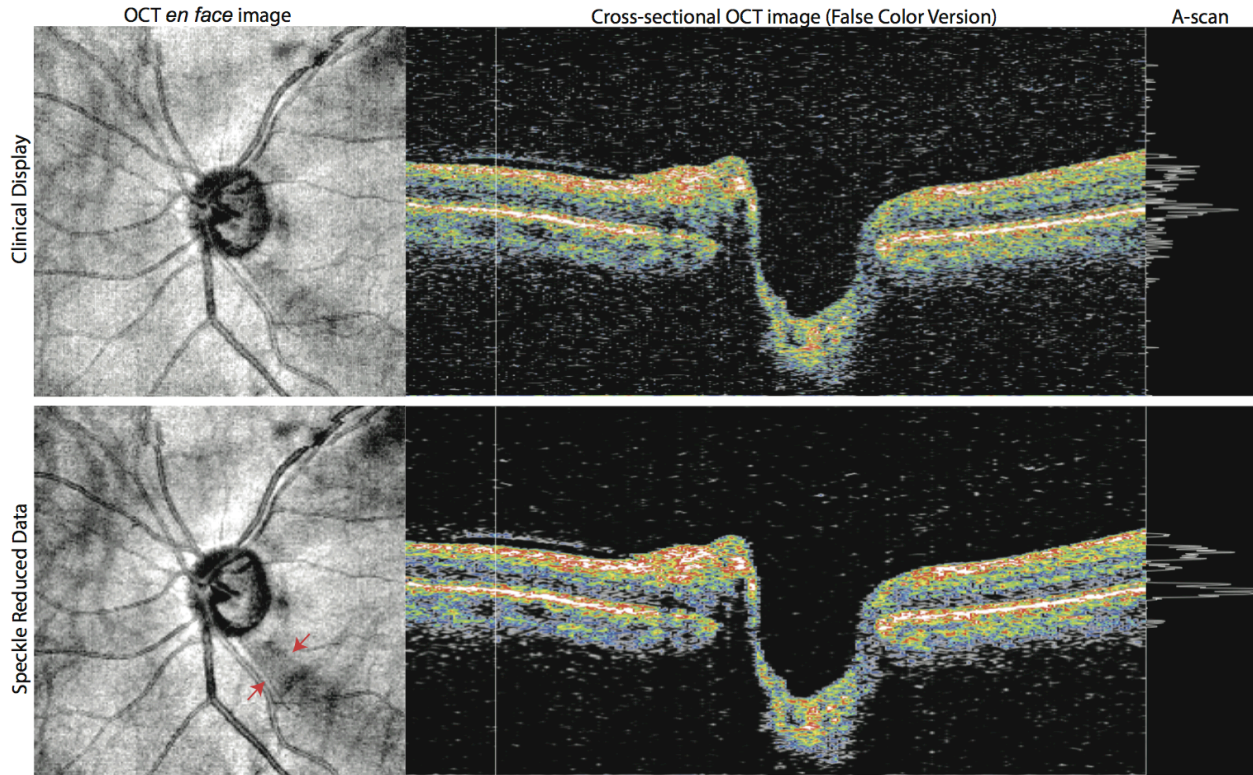 OCT en face image
Cross-sectional OCT image (False Color Version)
A-scan
Clinical Display
Speckle Reduced Data